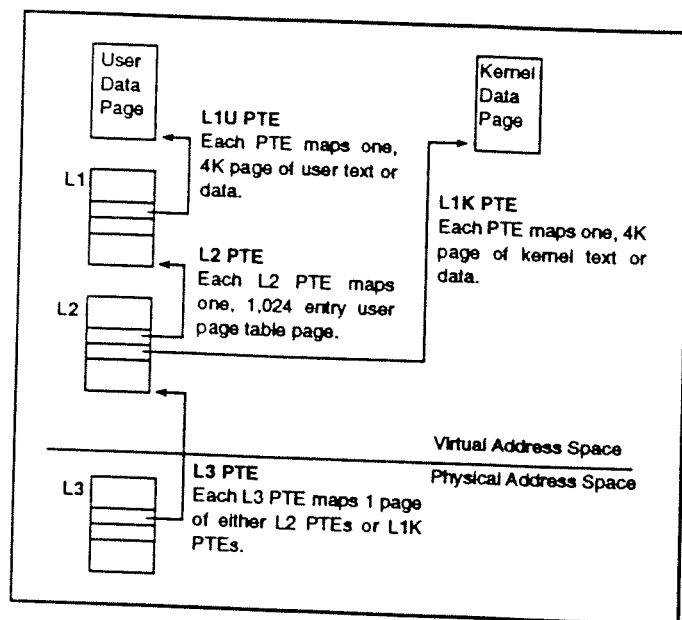 User
Data
Page
Kernel
Data
Page
L1U PTE
Each PTE maps one,
4K page of user text or
data.
L1
L1K PTE
Each PTE maps one, 4K
page of kernel text or
data.
L2 PTE
Each L2 PTE maps
one, 1,024 entry user
page table page.
L2
Virtual Address Space
Physical Address Space
L3 PTE
Each L3 PTE maps 1 page
of either L2 PTEs or L1K
PTEs.
L3